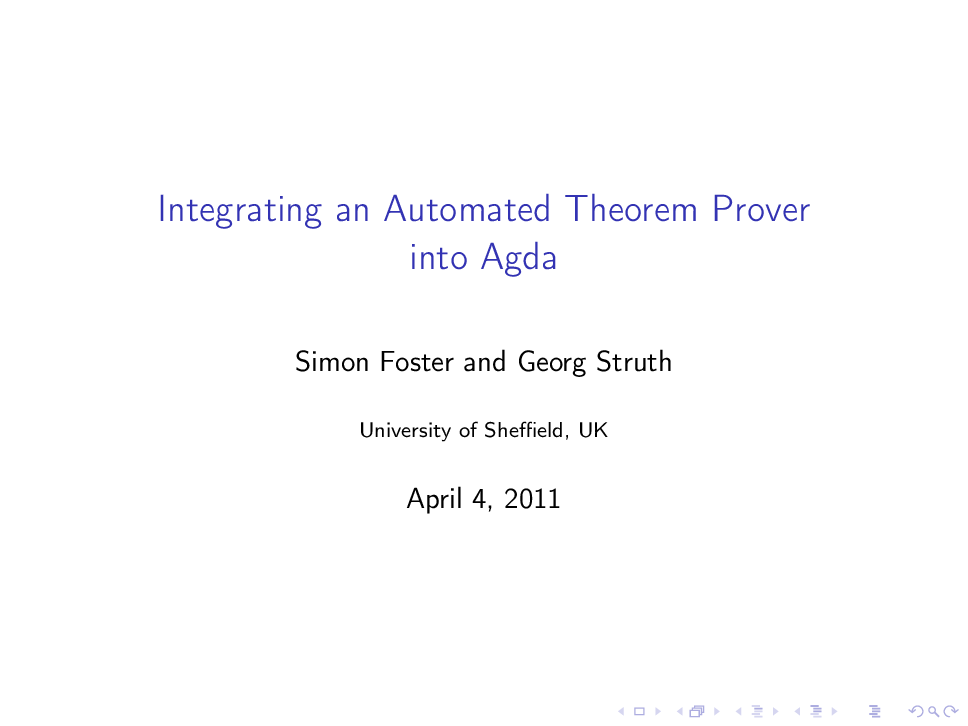 Integrating an Automated Theorem Prover
into Agda
Simon Foster and Georg Struth
University of Sheffield, UK
April 4, 2011